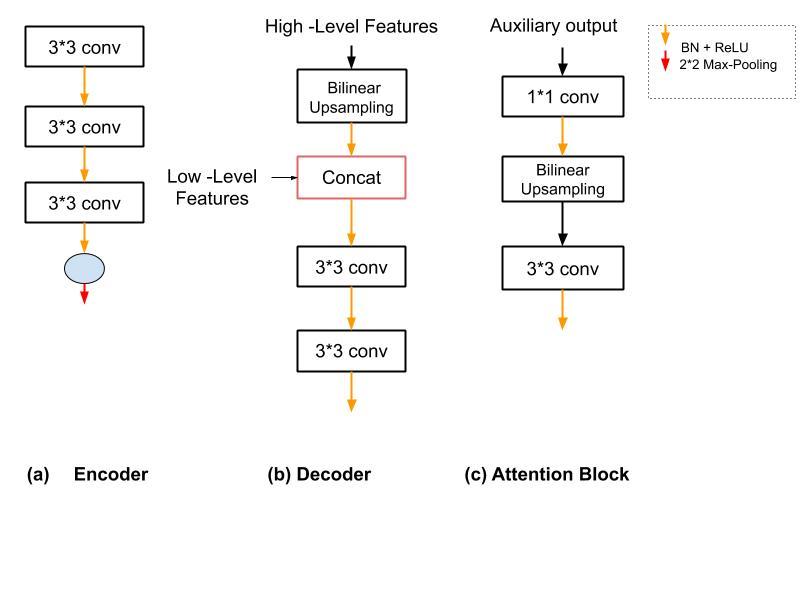 3*3 conv
3*3 conv
3*3 conv
(a) Encoder
High -Level Features
Bilinear
Upsampling
Low -Level
Features
Concat
3*3 conv
3*3 conv
(b) Decoder
Auxiliary output
1*1 conv
Bilinear
Upsampling
3*3 conv
(c) Attention Block
BN + ReLU
2*2 Max-Pooling